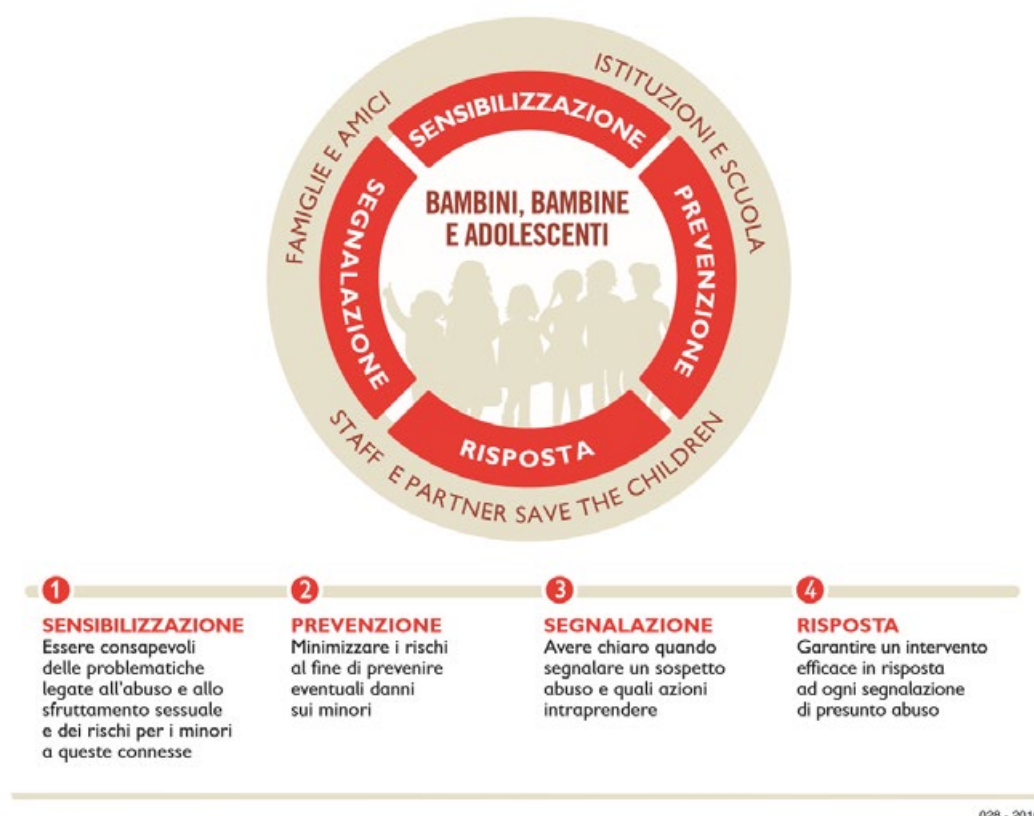 FAMIGLIE E AMICI
ISTITUZIONI E SCUOLA
STAFF E PARTNER SAVE THE CHILDREN
SENSIBILIZZAZIONE
PREVENZIONE
RISPOSTA
SEGNALAZIONE
BAMBINI, BAMBINE
E ADOLESCENTI
1
SENSIBILIZZAZIONE
Essere consapevoli
delle problematiche
legate all'abuso e allo
sfruttamento sessuale
e dei rischi per i minori
a queste connesse
2
PREVENZIONE
Minimizzare i rischi
al fine di prevenire
eventuali danni
sui minori
3
SEGNALAZIONE
Avere chiaro quando
segnalare un sospetto
abuso e quali azioni
intraprendere
4
RISPOSTA
Garantire un intervento
efficace in risposta
ad ogni segnalazione
di presunto abuso